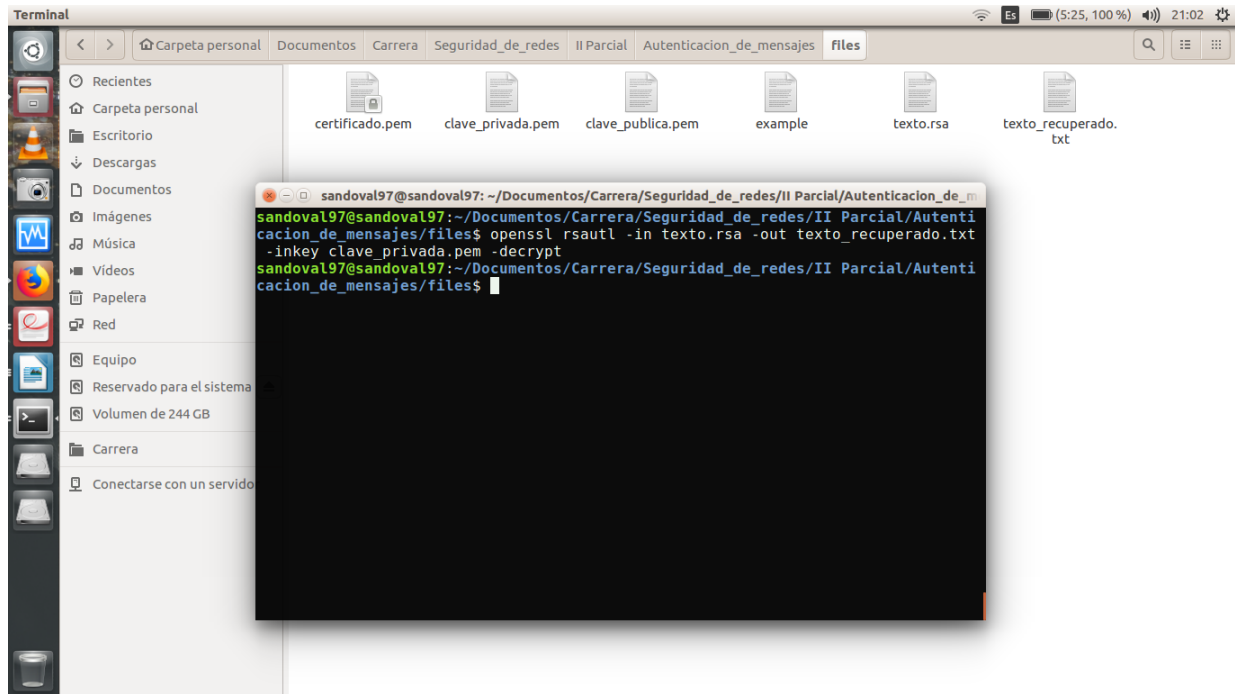 Terminal
Es
(5:25, 100 %)
21:02
Carpeta personal
Documentos
Carrera
Seguridad_de_redes
II Parcial
Autenticacion_de_mensajes
files
Recientes
Carpeta personal
Escritorio
Descargas
Documentos
Imágenes
Música
Vídeos
Papelera
Red
Equipo
Reservado para el sistema
Volumen de 244 GB
Carrera
Conectarse con un servido
certificado.pem
clave_privada.pem
clave_publica.pem
example
texto.rsa
texto_recuperado.
txt
sandoval97@sandoval97: ~/Documentos/Carrera/Seguridad_de_redes/II Parcial/Autenticacion_de_m
sandoval97@sandoval97:~/Documentos/Carrera/Seguridad_de_redes/II Parcial/Autenti
cacion_de_mensajes/files$ openssl rsautl -in texto.rsa -out texto_recuperado.txt
-inkey clave_privada.pem -decrypt
sandoval97@sandoval97:~/Documentos/Carrera/Seguridad_de_redes/II Parcial/Autenti
cacion_de_mensajes/files$